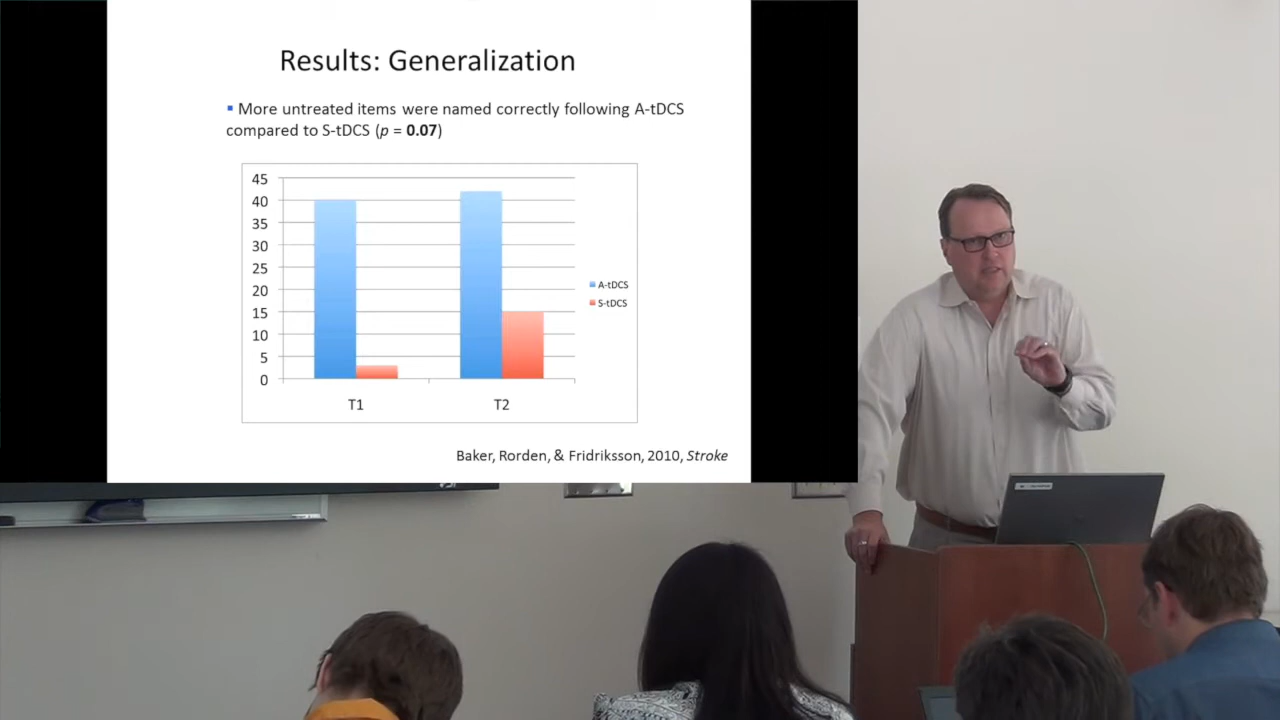 Results: Generalization
▪ More untreated items were named correctly following A-tDCS
compared to S-tDCS (p = 0.07)
45
40
35
30
25
20
15
10
5
0
T1
T2
A-tDCS
S-tDCS
Baker, Rorden, & Fridriksson, 2010, Stroke